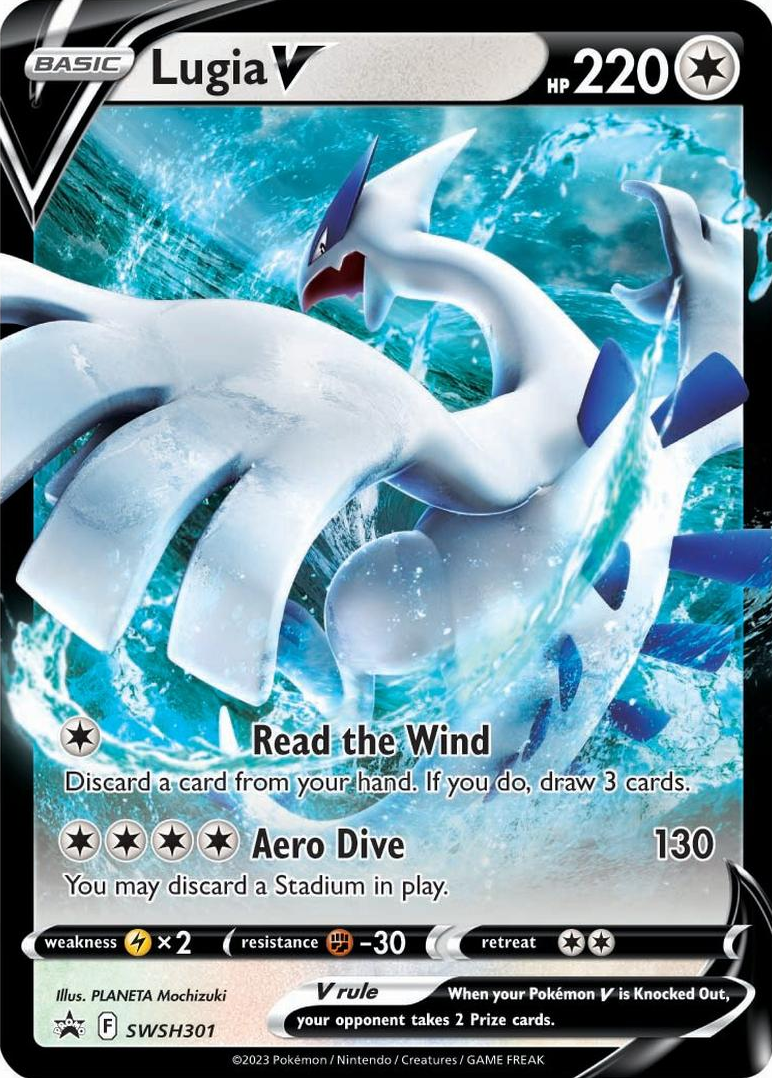 BASIC Lugia V HP 220
Read the Wind
Discard a card from your hand. If you do, draw 3 cards.
Aero Dive 130
You may discard a Stadium in play.
weakness ×2 resistance -30 retreat
Illus. PLANETA Mochizuki
V rule When your Pokémon V is Knocked Out,
your opponent takes 2 Prize cards.
PROMO F SWSH301
©2023 Pokémon / Nintendo / Creatures / GAME FREAK